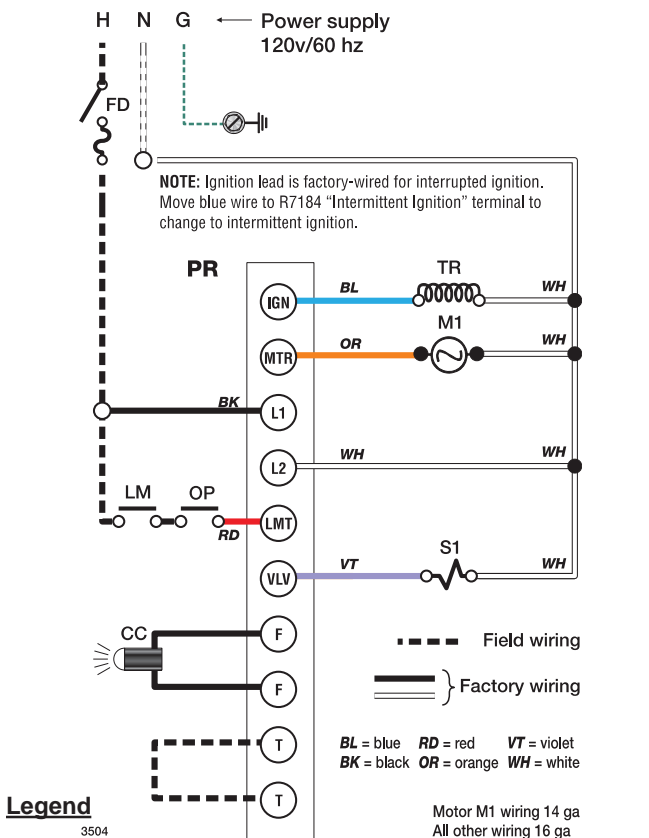 H N G Power supply
120v/60 hz
FD
NOTE: Ignition lead is factory-wired for interrupted ignition.
Move blue wire to R7184 “Intermittent Ignition” terminal to
change to intermittent ignition.
PR
TR
IGN BL WH
M1
MTR OR WH
BK L1
L2 WH WH
LM OP
RD LMT
S1
VLV VT WH
CC F
F
Field wiring
Factory wiring
T
T
BL = blue RD = red VT = violet
BK = black OR = orange WH = white
Legend
3504
Motor M1 wiring 14 ga
All other wiring 16 ga